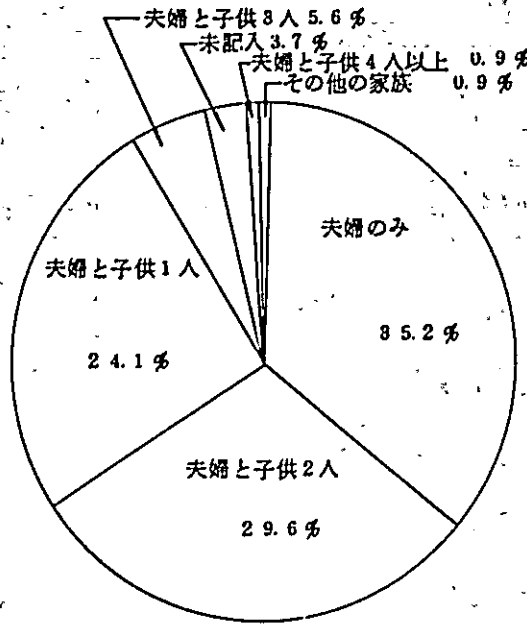 夫婦と子供3人 5.6%
未記入 3.7%
夫婦と子供4人以上 0.9%
その他の家族 0.9%
夫婦のみ
35.2%
夫婦と子供1人
24.1%
夫婦と子供2人
29.6%